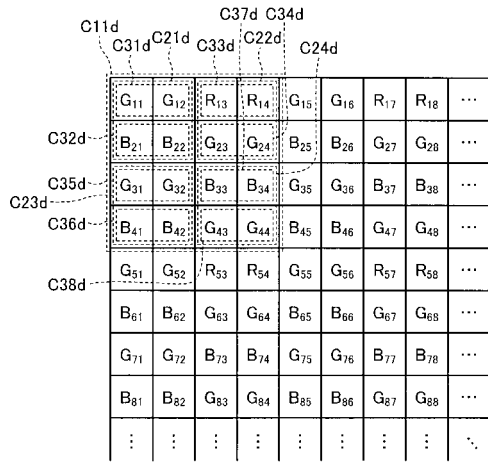 C37d C34d
C31d C21d C33d C22d
C11d
C24d
G11 G12 R13 R14 G15 G16 R17 R18 ⋯
C32d
B21 B22 G23 G24 B25 B26 G27 G28 ⋯
C35d
G31 G32 B33 B34 G35 G36 B37 B38 ⋯
C23d
C36d
B41 B42 G43 G44 B45 B46 G47 G48 ⋯
C38d
G51 G52 R53 R54 G55 G56 R57 R58 ⋯
B61 B62 G63 G64 B65 B66 G67 G68 ⋯
G71 G72 B73 B74 G75 G76 B77 B78 ⋯
B81 B82 G83 G84 B85 B86 G87 G88 ⋯
⋮ ⋮ ⋮ ⋮ ⋮ ⋮ ⋮ ⋮ ⋱